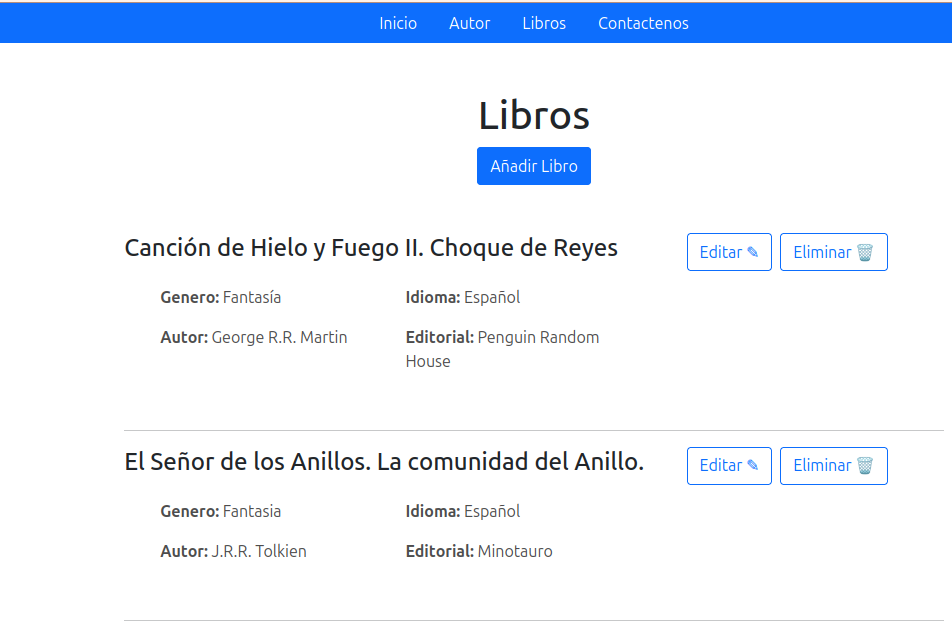 Inicio Autor Libros Contactenos
Libros
Añadir Libro
Canción de Hielo y Fuego II. Choque de Reyes
Editar ✎ Eliminar 🗑️
Genero: Fantasía Idioma: Español
Autor: George R.R. Martin Editorial: Penguin Random
House
El Señor de los Anillos. La comunidad del Anillo.
Editar ✎ Eliminar 🗑️
Genero: Fantasia Idioma: Español
Autor: J.R.R. Tolkien Editorial: Minotauro